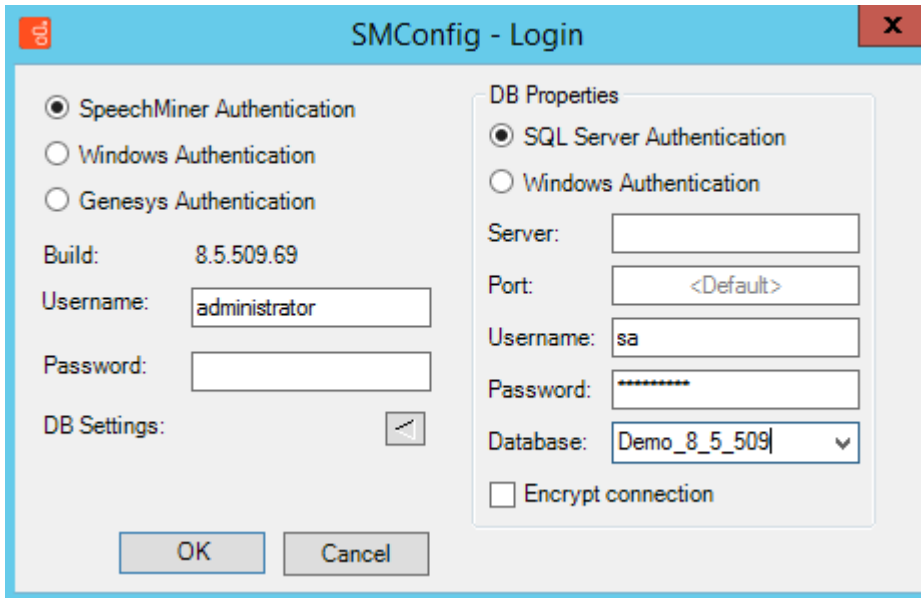 SMConfig - Login
x
SpeechMiner Authentication
Windows Authentication
Genesys Authentication
Build: 8.5.509.69
Username: administrator
Password:
DB Settings:
OK
Cancel
DB Properties
SQL Server Authentication
Windows Authentication
Server:
Port: <Default>
Username: sa
Password: *********
Database: Demo_8_5_509
Encrypt connection